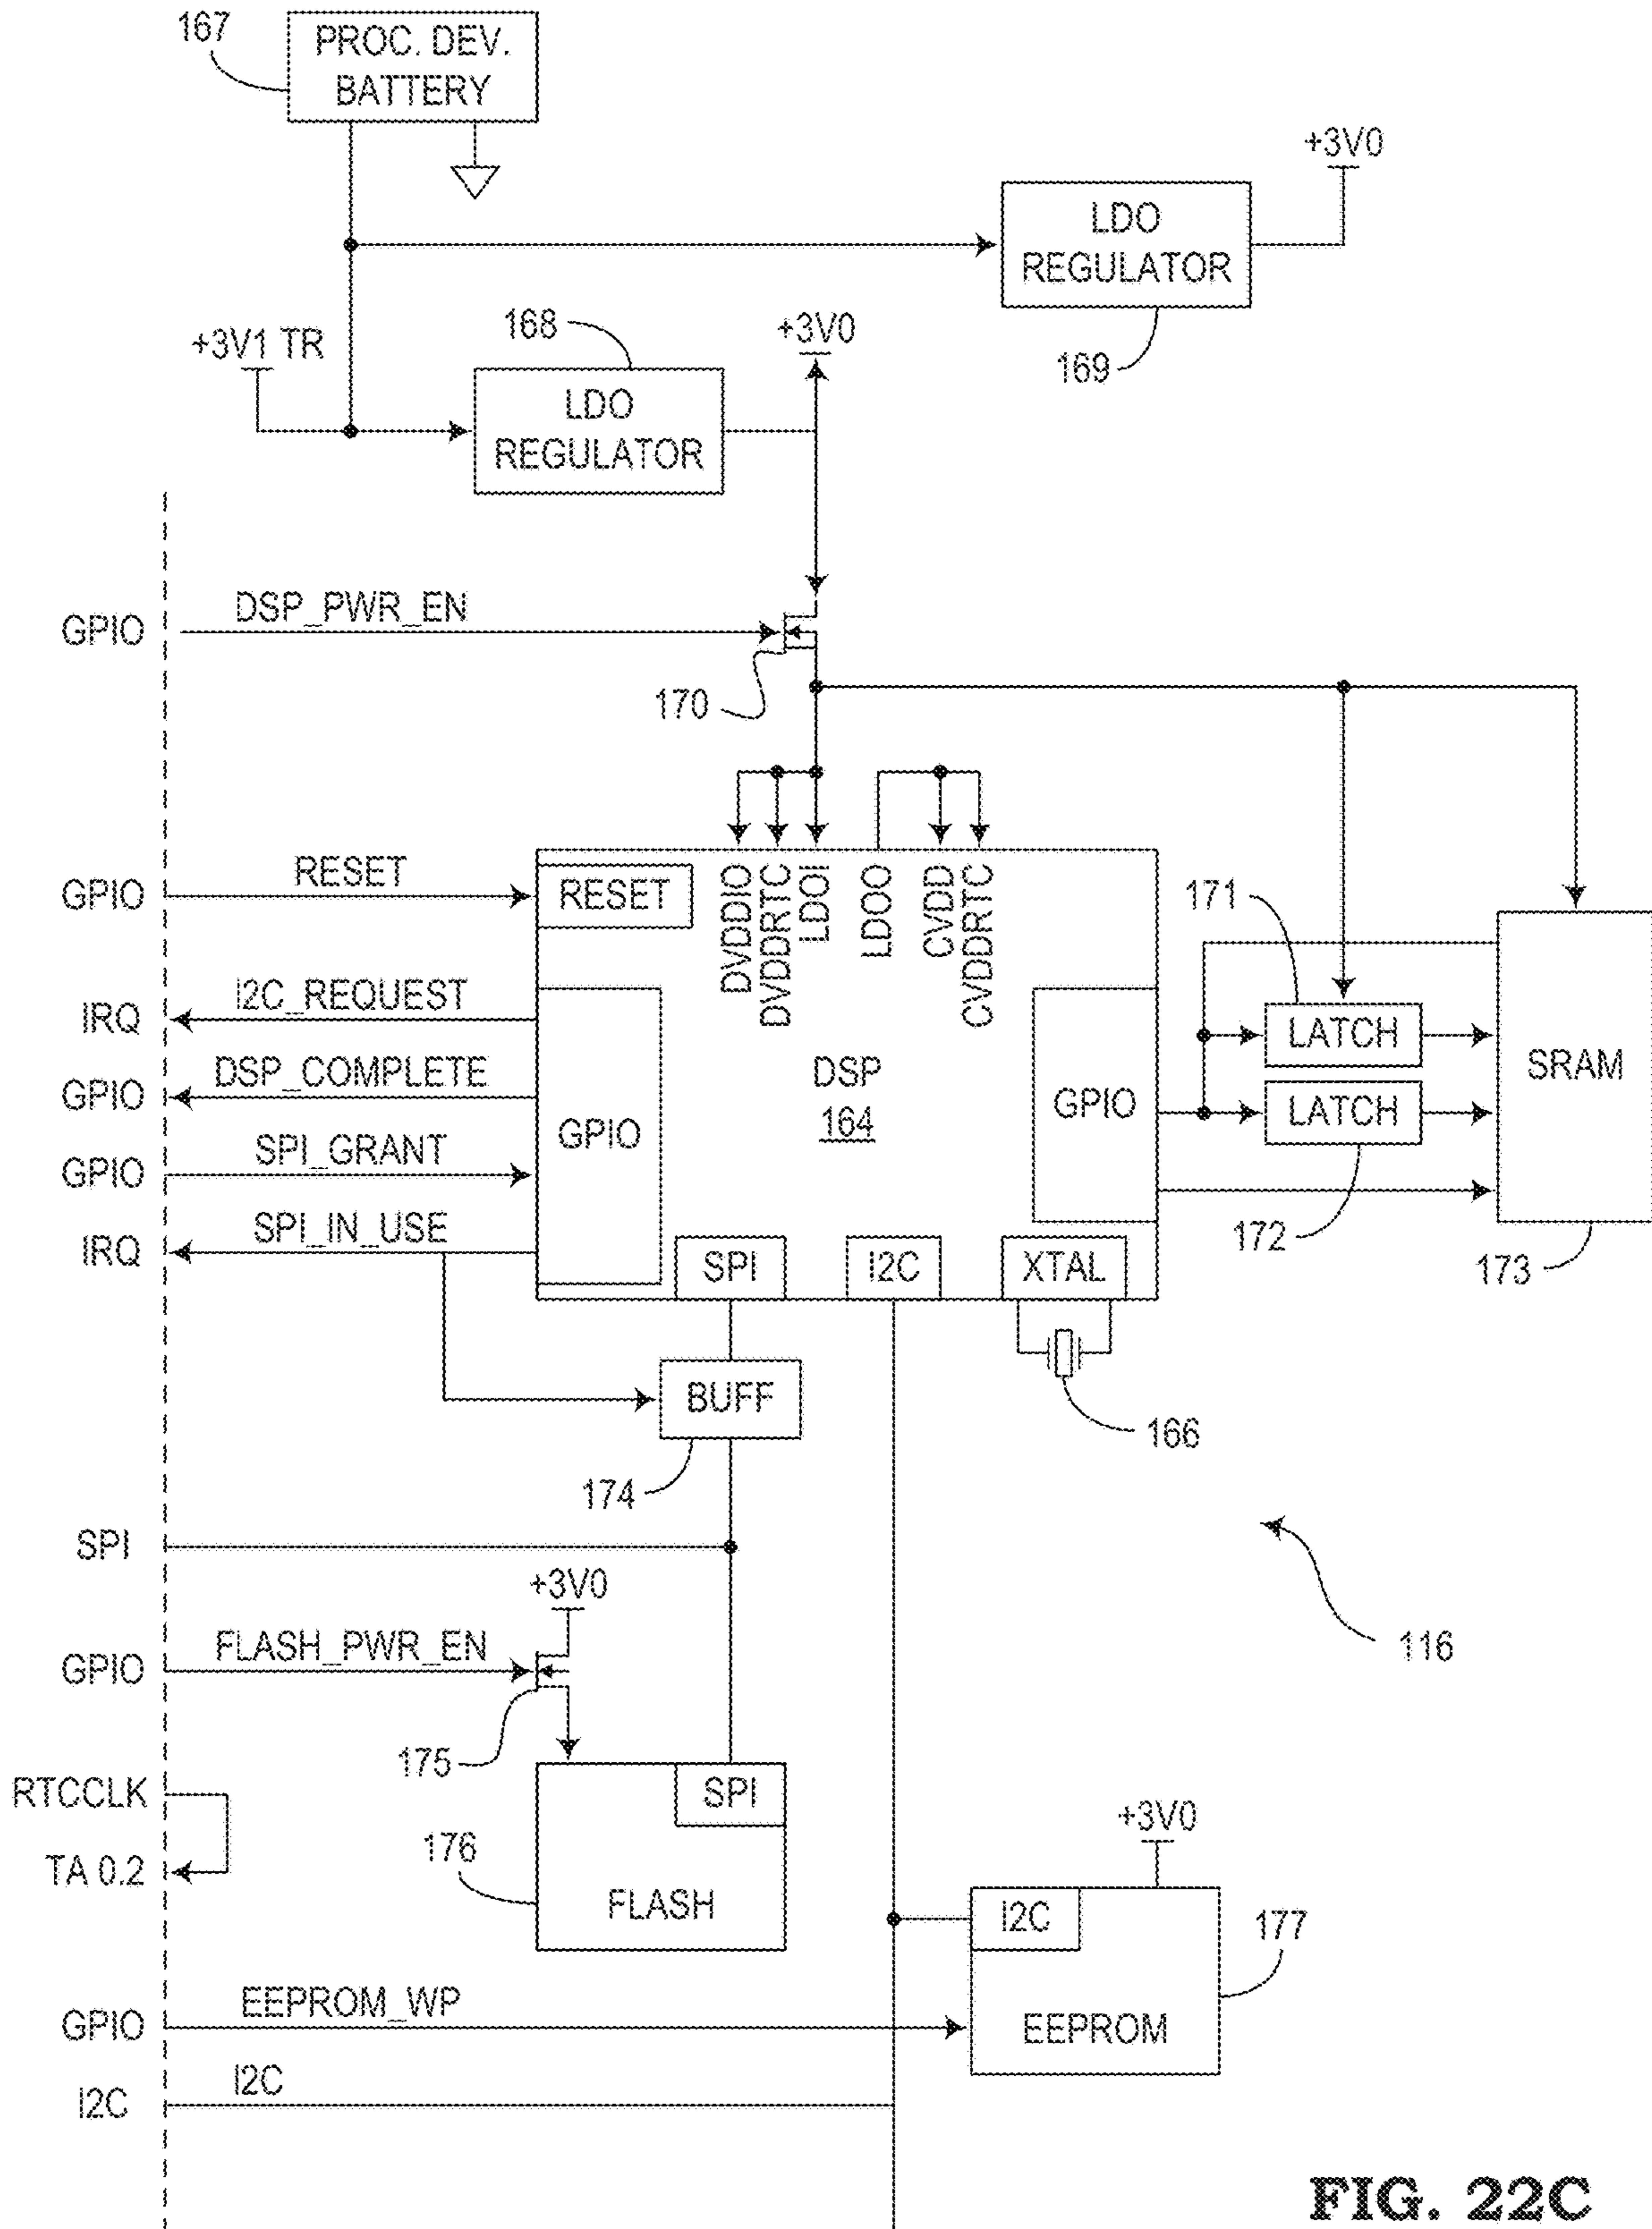 167
PROC. DEV.
BATTERY
+3V0
LDO
REGULATOR
169
+3V1 TR
168
LDO
REGULATOR
+3V0
GPIO
DSP_PWR_EN
170
GPIO
RESET
RESET
DVDDIO
DVDDRTC
LDOI
LDOO
CVDD
CVDDRTC
171
IRQ
I2C_REQUEST
LATCH
SRAM
GPIO
DSP_COMPLETE
GPIO
DSP
164
GPIO
LATCH
GPIO
SPI_GRANT
172
173
IRQ
SPI_IN_USE
SPI
I2C
XTAL
BUFF
166
174
SPI
+3V0
GPIO
FLASH_PWR_EN
116
175
RTCCLK
SPI
TA 0.2
176
FLASH
+3V0
I2C
177
GPIO
EEPROM_WP
EEPROM
I2C
I2C
FIG. 22C